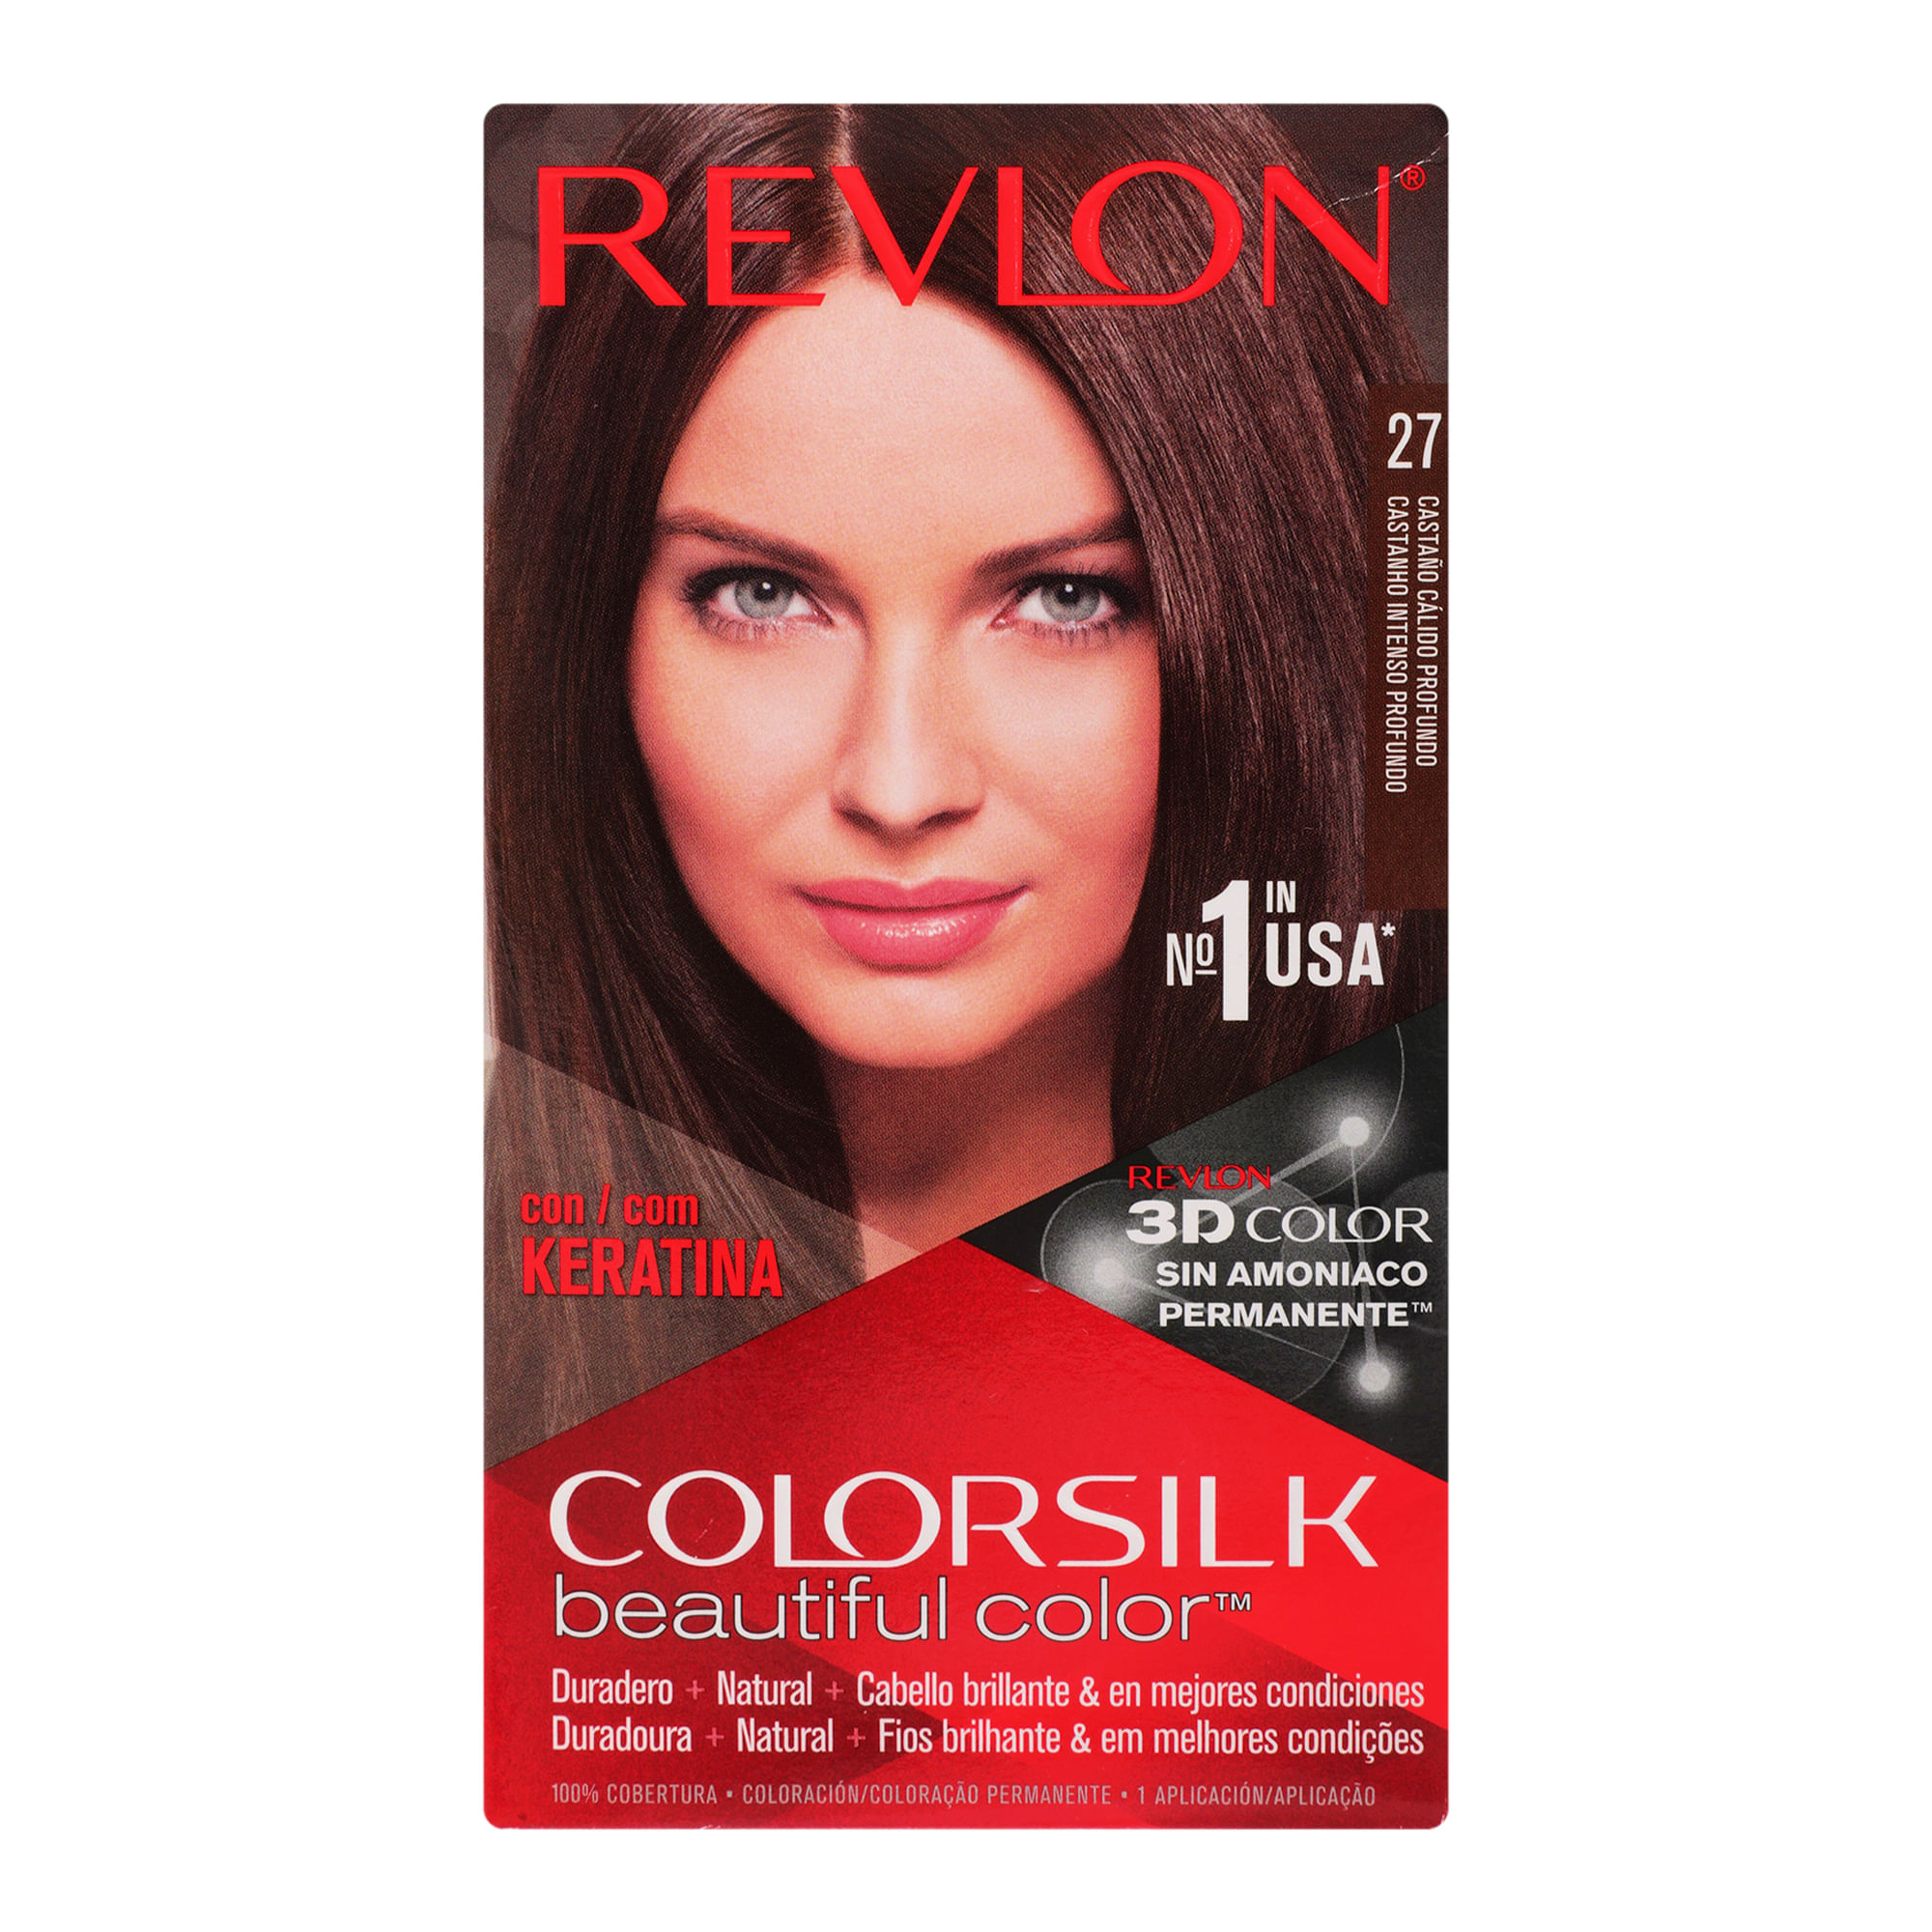 REVLON®
27
CASTAÑO CÁLIDO PROFUNDO
CASTANHO INTENSO PROFUNDO
Nº1 IN USA*
con / com
KERATINA
REVLON
3D COLOR
SIN AMONIACO
PERMANENTE™
COLORSILK
beautiful color™
Duradero + Natural + Cabello brillante & en mejores condiciones
Duradoura + Natural + Fios brilhante & em melhores condições
100% COBERTURA • COLORACIÓN/COLORAÇÃO PERMANENTE • 1 APLICACIÓN/APLICAÇÃO